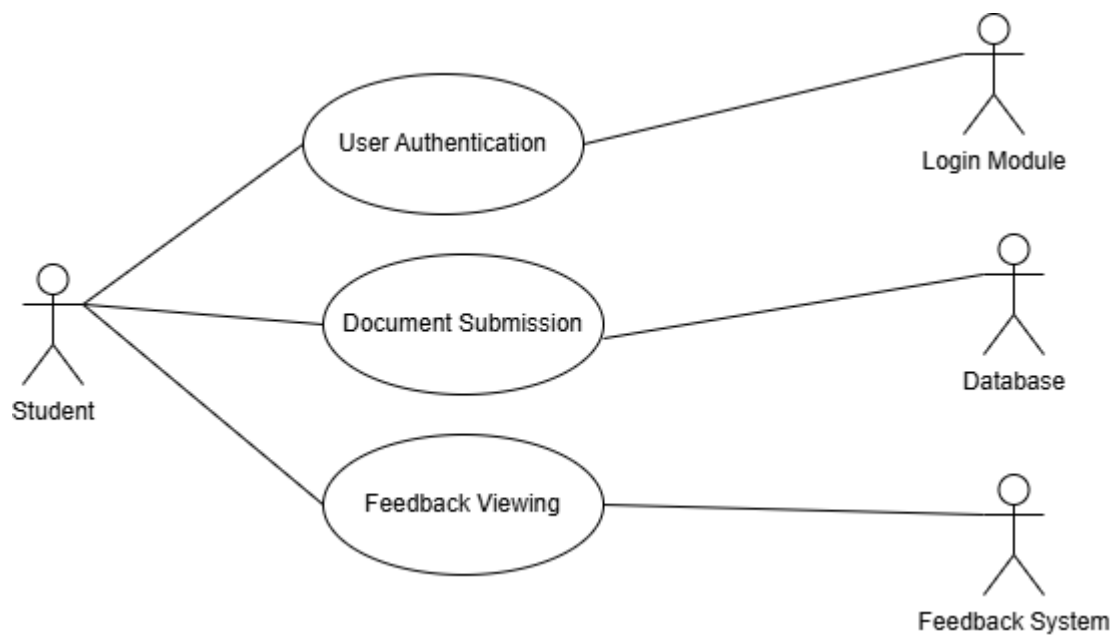 User Authentication
Login Module
Document Submission
Database
Student
Feedback Viewing
Feedback System